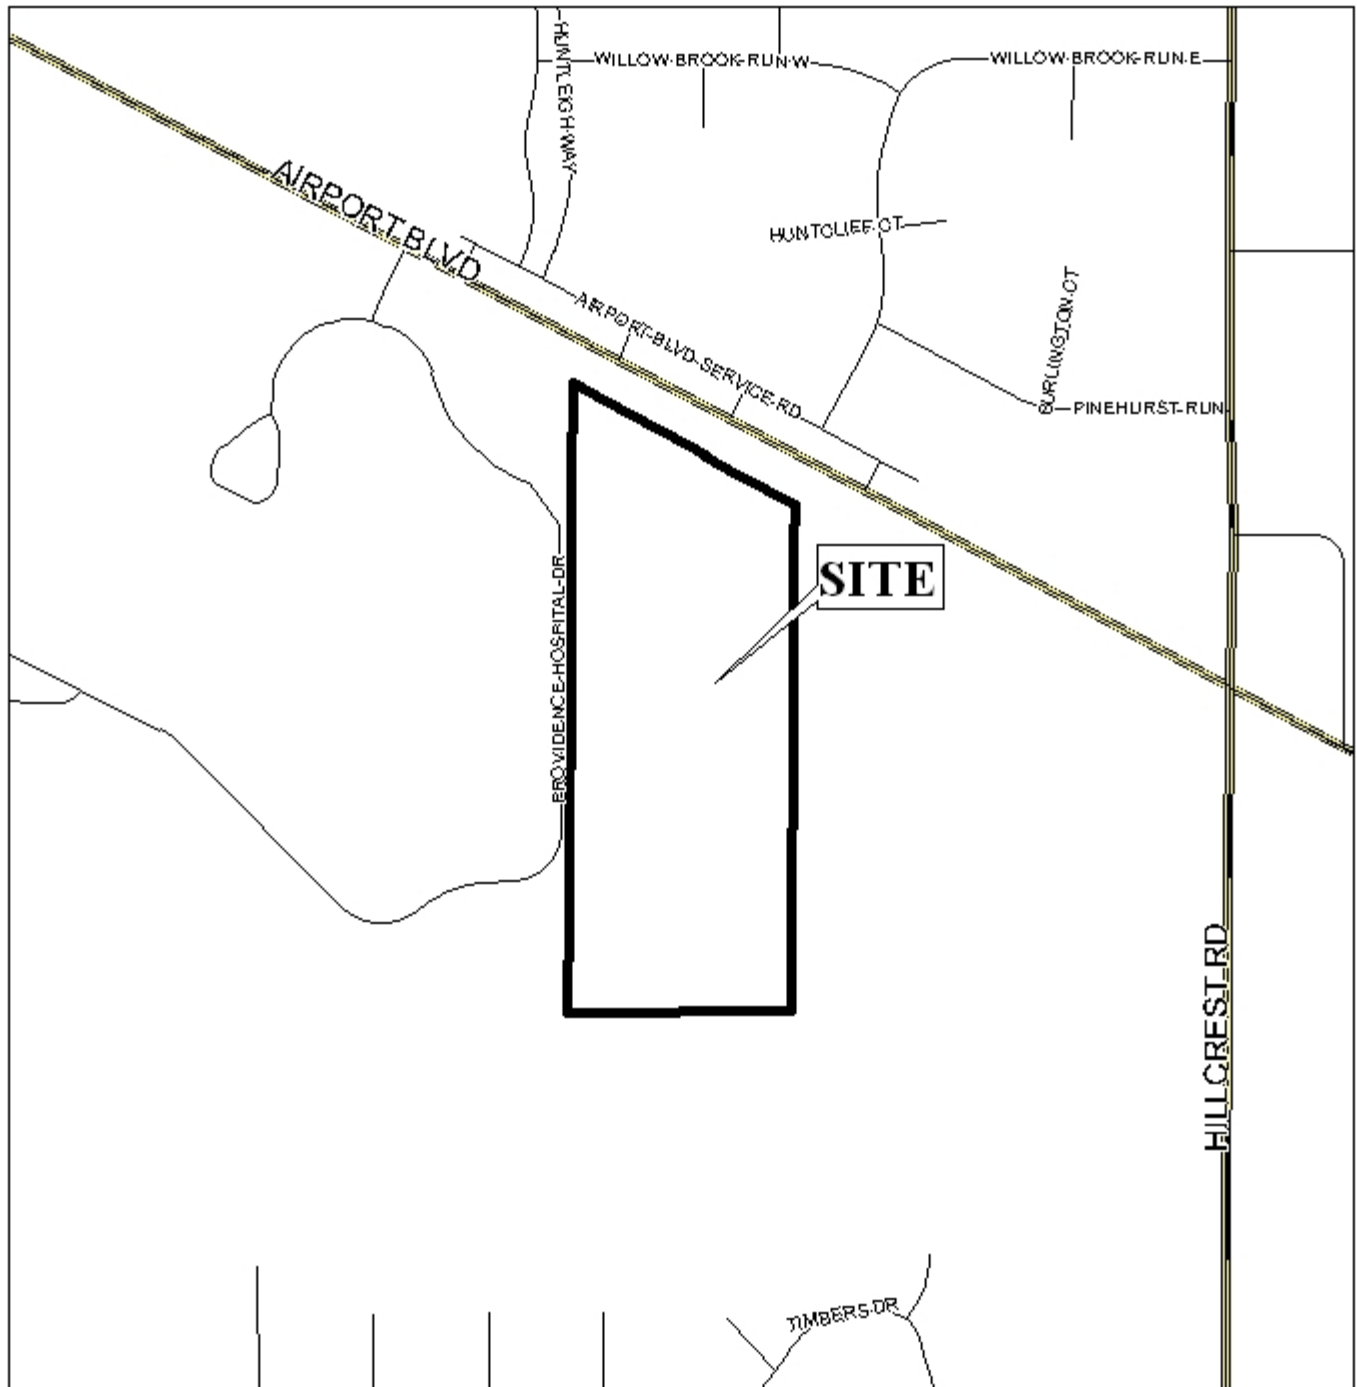 WILLOW BROOK RUN W
WILLOW BROOK RUN E
HUNTLEIGH WAY
AIRPORT BLVD
HUNTCLIFF CT
BURLINGTON CT
AIRPORT BLVD SERVICE RD
PINEHURST RUN
SITE
PROVIDENCE HOSPITAL DR
HILLCREST RD
TIMBERS DR